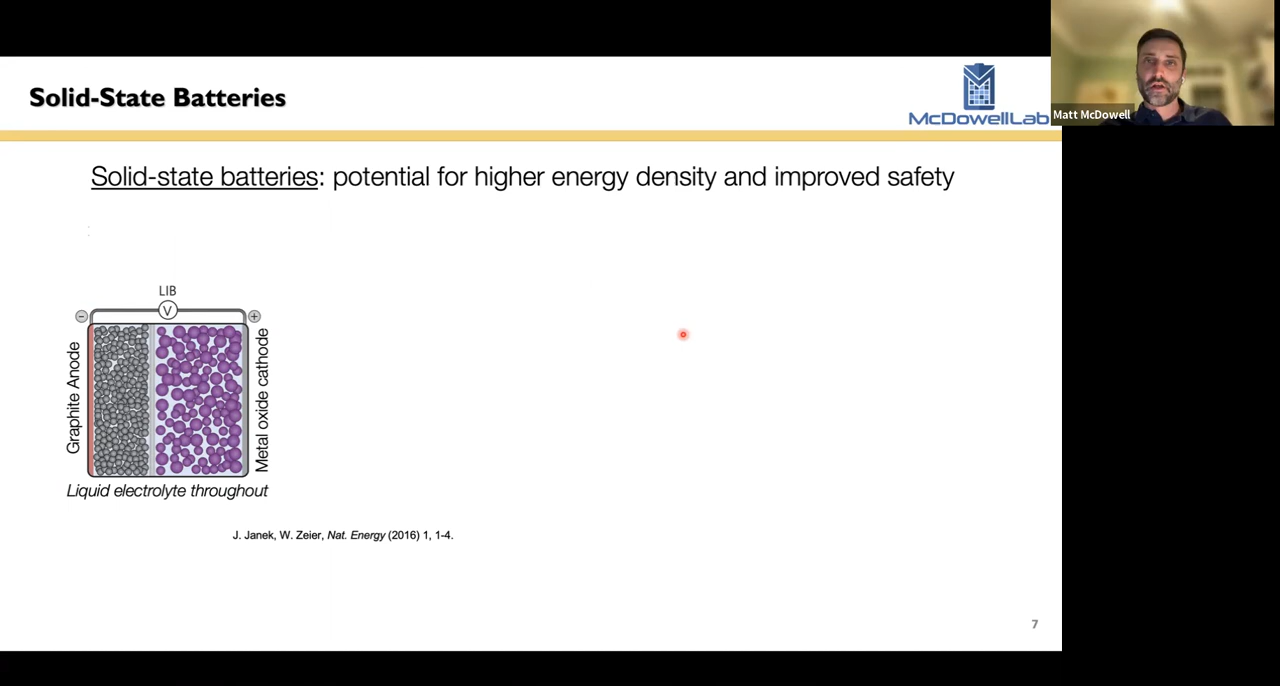 Solid-State Batteries
McDowellLab
Matt McDowell
Solid-state batteries: potential for higher energy density and improved safety
LIB
V
Graphite Anode
Metal oxide cathode
Liquid electrolyte throughout
J. Janek, W. Zeier, Nat. Energy (2016) 1, 1-4.
7